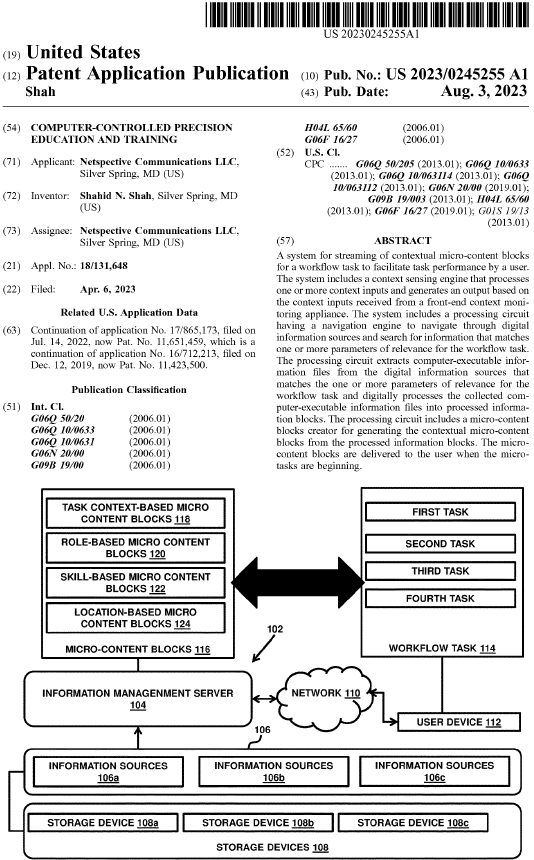 US 20230245255A1
(19) United States
(12) Patent Application Publication
(10) Pub. No.: US 2023/0245255 A1
Shah
(43) Pub. Date: Aug. 3, 2023
(54) COMPUTER-CONTROLLED PRECISION
EDUCATION AND TRAINING
(71) Applicant: Netspective Communications LLC,
Silver Spring, MD (US)
(72) Inventor: Shahid N. Shah, Silver Spring, MD
(US)
(73) Assignee: Netspective Communications LLC,
Silver Spring, MD (US)
(21) Appl. No.: 18/131,648
(22) Filed: Apr. 6, 2023
Related U.S. Application Data
(63) Continuation of application No. 17/865,173, filed on
Jul. 14, 2022, now Pat. No. 11,651,459, which is a
continuation of application No. 16/712,213, filed on
Dec. 12, 2019, now Pat. No. 11,423,500.
Publication Classification
(51) Int. Cl.
G06Q 50/20 (2006.01)
G06Q 10/0633 (2006.01)
G06Q 10/0631 (2006.01)
G06N 20/00 (2006.01)
G09B 19/00 (2006.01)
H04L 65/60 (2006.01)
G06F 16/27 (2006.01)
(52) U.S. Cl.
CPC ....... G06Q 50/205 (2013.01); G06Q 10/0633
(2013.01); G06Q 10/063114 (2013.01); G06Q
10/063112 (2013.01); G06N 20/00 (2019.01);
G09B 19/003 (2013.01); H04L 65/60
(2013.01); G06F 16/27 (2019.01); G01S 19/13
(2013.01)
(57) ABSTRACT
A system for streaming of contextual micro-content blocks
for a workflow task to facilitate task performance by a user.
The system includes a context sensing engine that processes
one or more context inputs and generates an output based on
the context inputs received from a front-end context moni-
toring appliance. The system includes a processing circuit
having a navigation engine to navigate through digital
information sources and search for information that matches
one or more parameters of relevance for the workflow task.
The processing circuit extracts computer-executable infor-
mation files from the digital information sources that
matches the one or more parameters of relevance for the
workflow task and digitally processes the collected com-
puter-executable information files into processed informa-
tion blocks. The processing circuit includes a micro-content
blocks creator for generating the contextual micro-content
blocks from the processed information blocks. The micro-
content blocks are delivered to the user when the micro-
tasks are beginning.
TASK CONTEXT-BASED MICRO
CONTENT BLOCKS 118
ROLE-BASED MICRO CONTENT
BLOCKS 120
SKILL-BASED MICRO CONTENT
BLOCKS 122
LOCATION-BASED MICRO
CONTENT BLOCKS 124
MICRO-CONTENT BLOCKS 116
FIRST TASK
SECOND TASK
THIRD TASK
FOURTH TASK
WORKFLOW TASK 114
102
INFORMATION MANAGNMENT SERVER
104
NETWORK 110
USER DEVICE 112
106
INFORMATION SOURCES
106a
INFORMATION SOURCES
106b
INFORMATION SOURCES
106c
STORAGE DEVICE 108a
STORAGE DEVICE 108b
STORAGE DEVICE 108c
STORAGE DEVICES 108